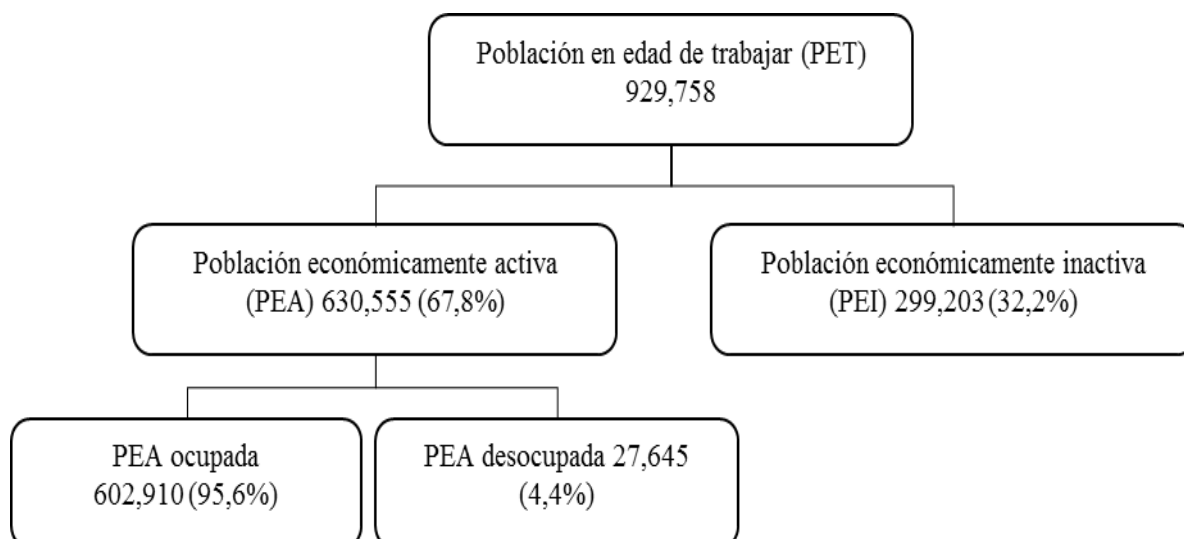 Población en edad de trabajar (PET)
929,758
Población económicamente activa
(PEA) 630,555 (67,8%)
Población económicamente inactiva
(PEI) 299,203 (32,2%)
PEA ocupada
602,910 (95,6%)
PEA desocupada 27,645
(4,4%)